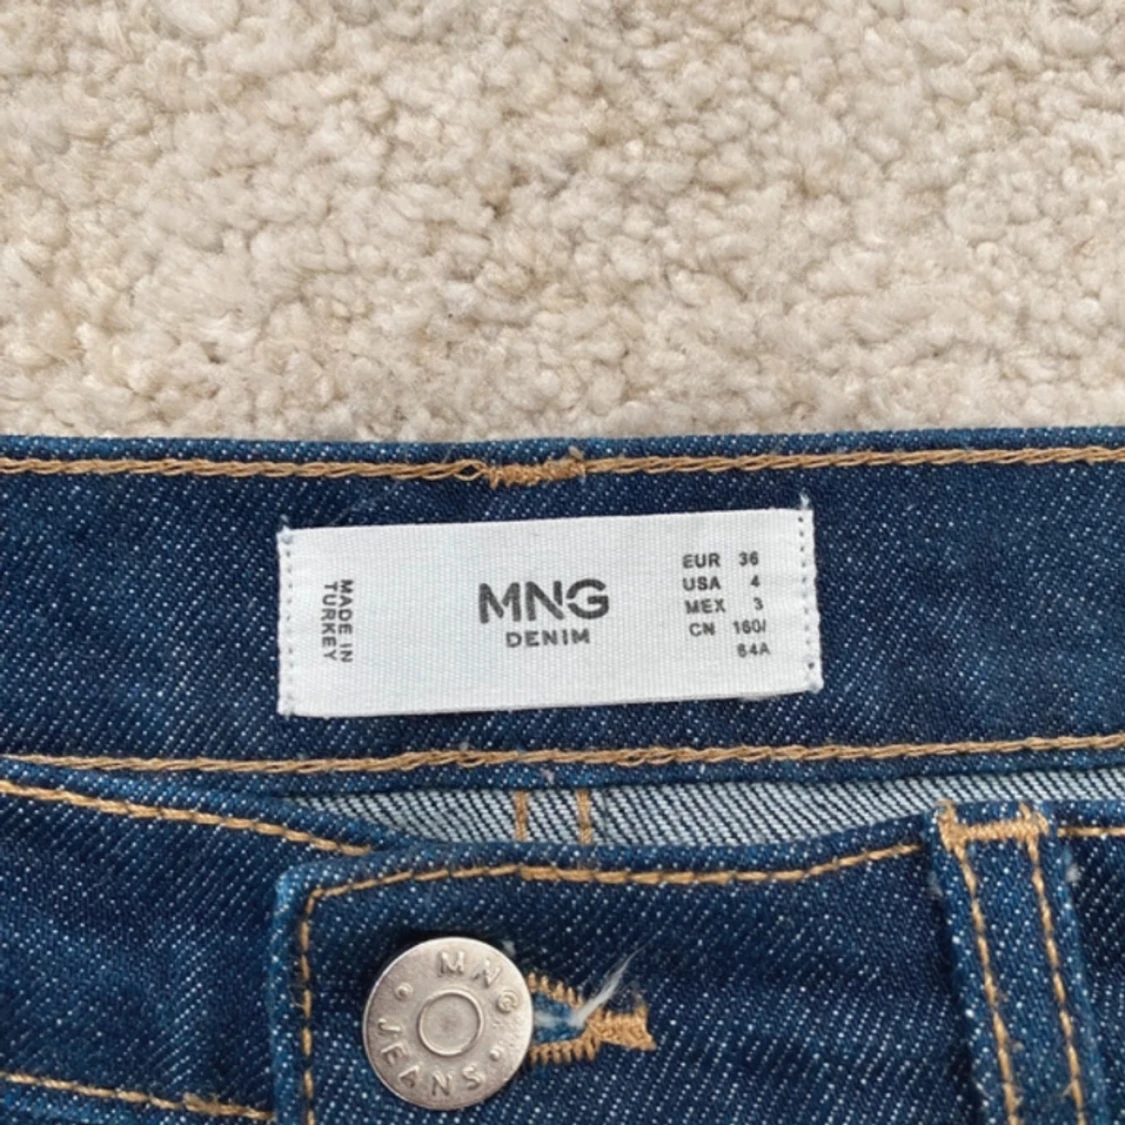 MADE IN
TURKEY
MNG
DENIM
EUR 36
USA 4
MEX 3
CN 160/
64A
MNG
JEANS